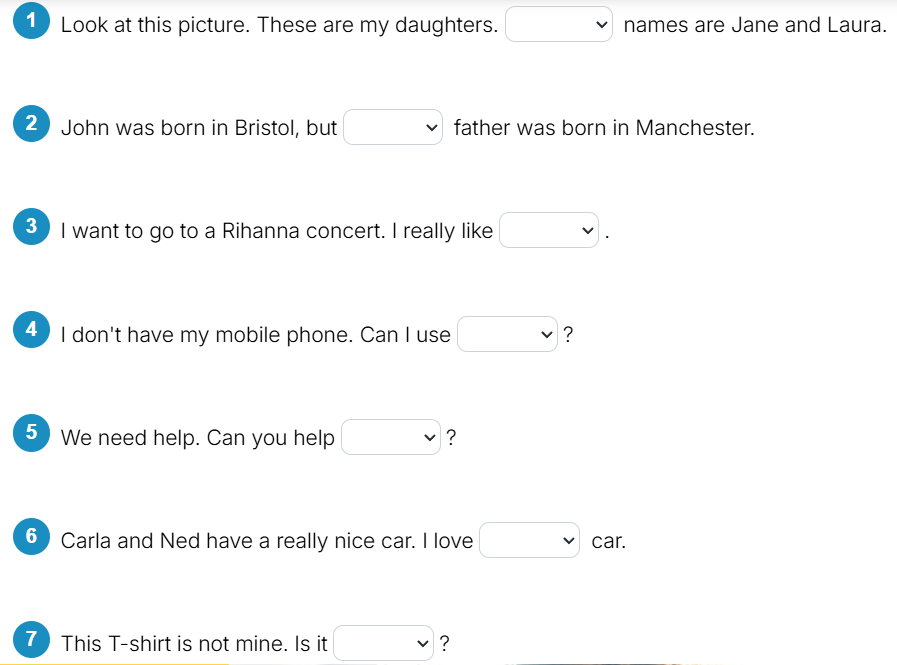 1 Look at this picture. These are my daughters. names are Jane and Laura.
2 John was born in Bristol, but father was born in Manchester.
3 I want to go to a Rihanna concert. I really like .
4 I don't have my mobile phone. Can I use ?
5 We need help. Can you help ?
6 Carla and Ned have a really nice car. I love car.
7 This T-shirt is not mine. Is it ?